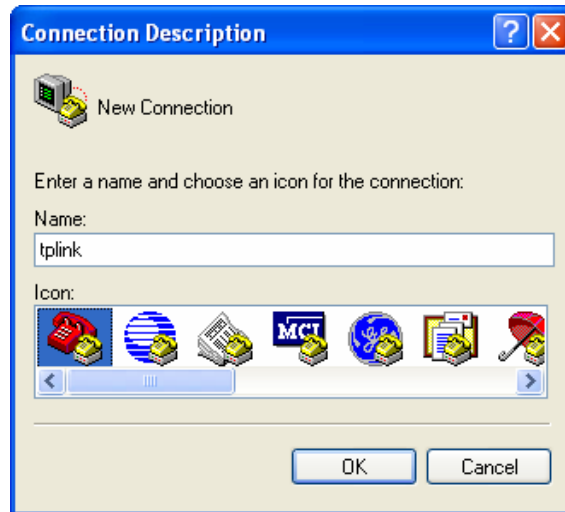 Connection Description
New Connection
Enter a name and choose an icon for the connection:
Name:
tplink
Icon:
MCI
OK Cancel